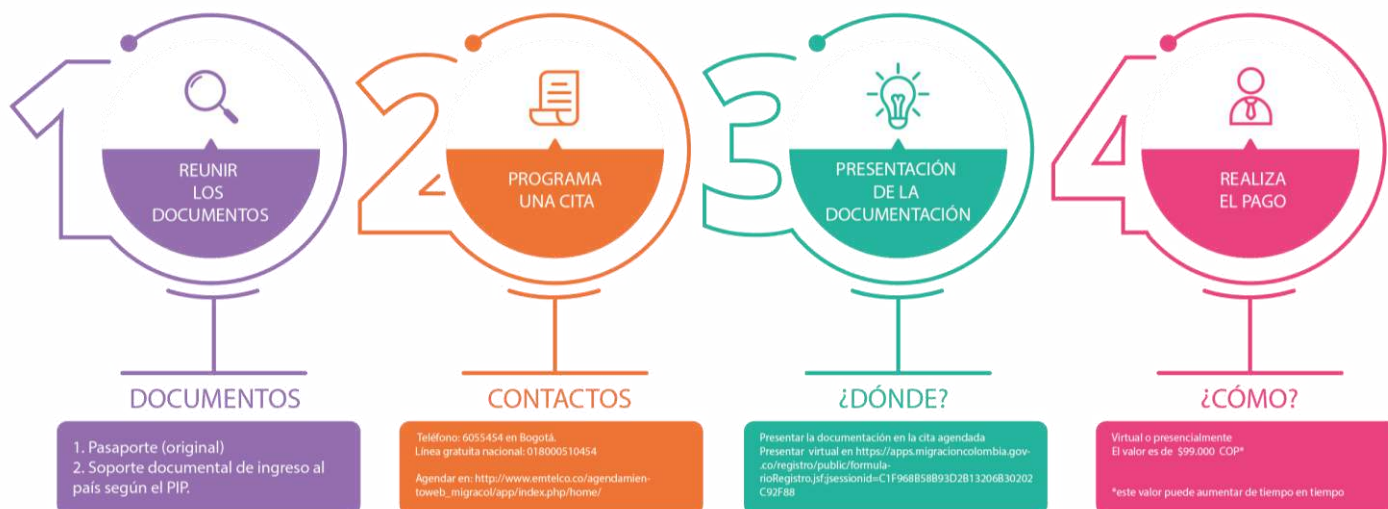 1
REUNIR
LOS
DOCUMENTOS
DOCUMENTOS
1. Pasaporte (original)
2. Soporte documental de ingreso al
país según el PIP.
2
PROGRAMA
UNA CITA
CONTACTOS
Teléfono: 6055454 en Bogotá.
Línea gratuita nacional: 018000510454
Agendar en: http://www.emtelco.co/agendamien-
toweb_migracol/app/index.php/home/
3
PRESENTACIÓN
DE LA
DOCUMENTACIÓN
¿DÓNDE?
Presentar la documentación en la cita agendada
Presentar virtual en https://apps.migracioncolombia.gov-
.co/registro/public/formula-
rioRegistro.jsf;jsessionid=C1F968B58B93D2B13206B30202
C92F88
4
REALIZA
EL PAGO
¿CÓMO?
Virtual o presencialmente
El valor es de $99.000 COP*
*este valor puede aumentar de tiempo en tiempo